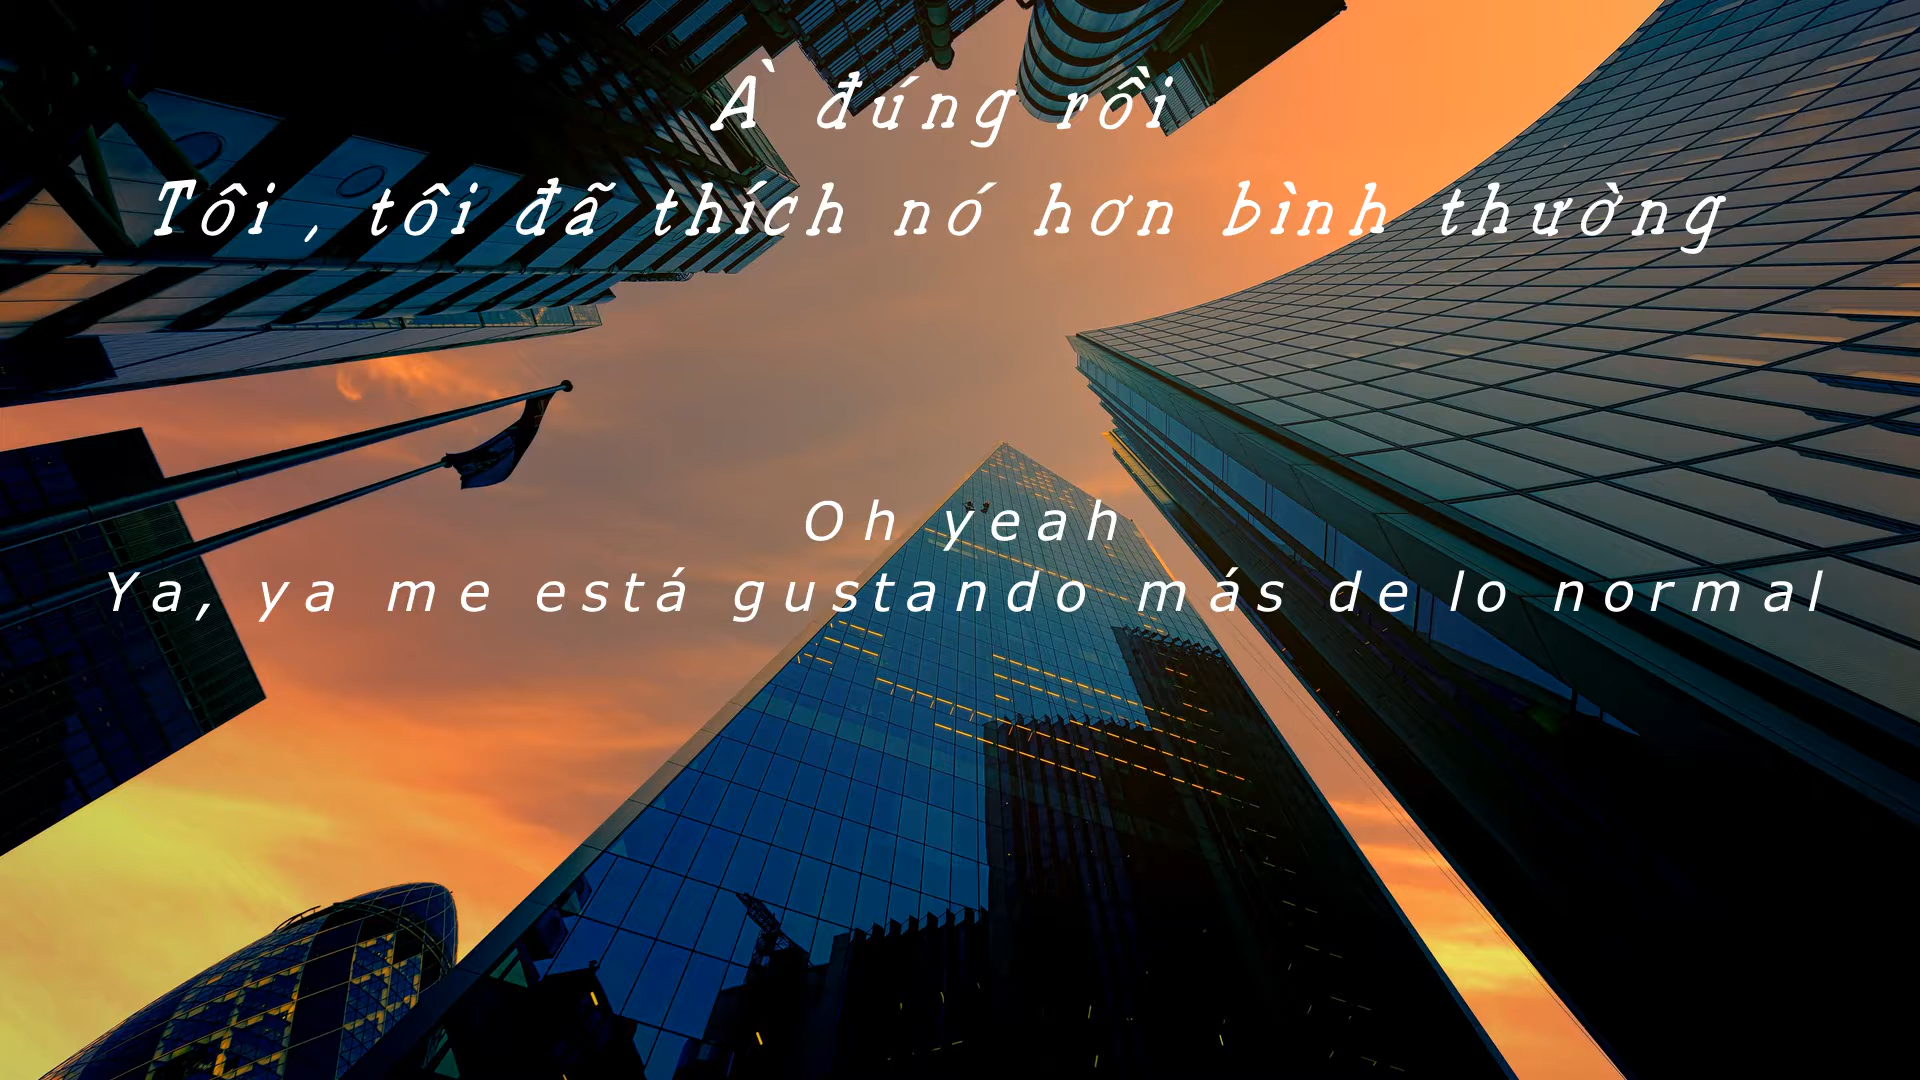 À đúng rồi
Tôi , tôi đã thích nó hơn bình thường
Oh yeah
Ya, ya me está gustando más de lo normal